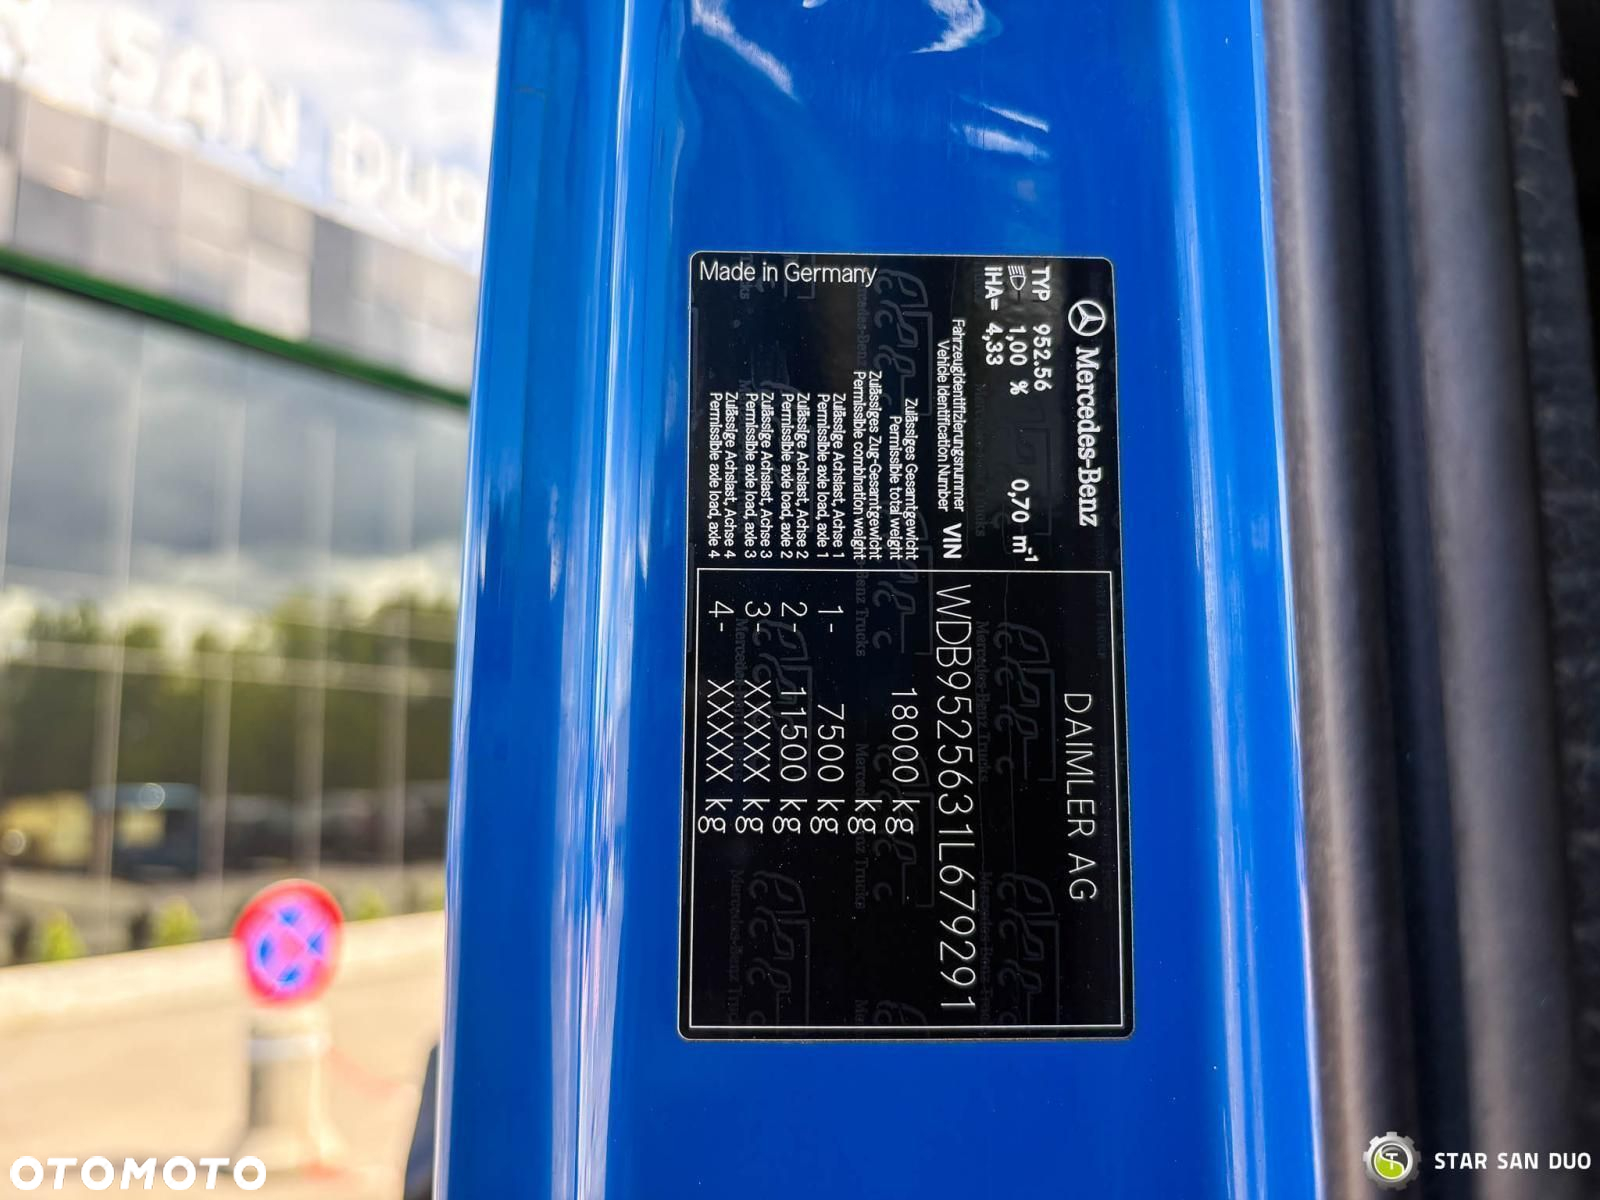 SAN DUO
Mercedes-Benz
DAIMLER AG
TYP 952.56
1,00 % 0,70 m⁻¹
iHA= 4,33
Fahrzeugidentifizierungsnummer
Vehicle Identification Number VIN WDB9525631L679291
Zulässiges Gesamtgewicht
Permissible total weight 18000 kg
Zulässiges Zug-Gesamtgewicht
Permissible combination weight kg
Zulässige Achslast, Achse 1
Permissible axle load, axle 1 1- 7500 kg
Zulässige Achslast, Achse 2
Permissible axle load, axle 2 2- 11500 kg
Zulässige Achslast, Achse 3
Permissible axle load, axle 3 3- XXXXX kg
Zulässige Achslast, Achse 4
Permissible axle load, axle 4 4- XXXXX kg
Made in Germany
OTOMOTO
STAR SAN DUO